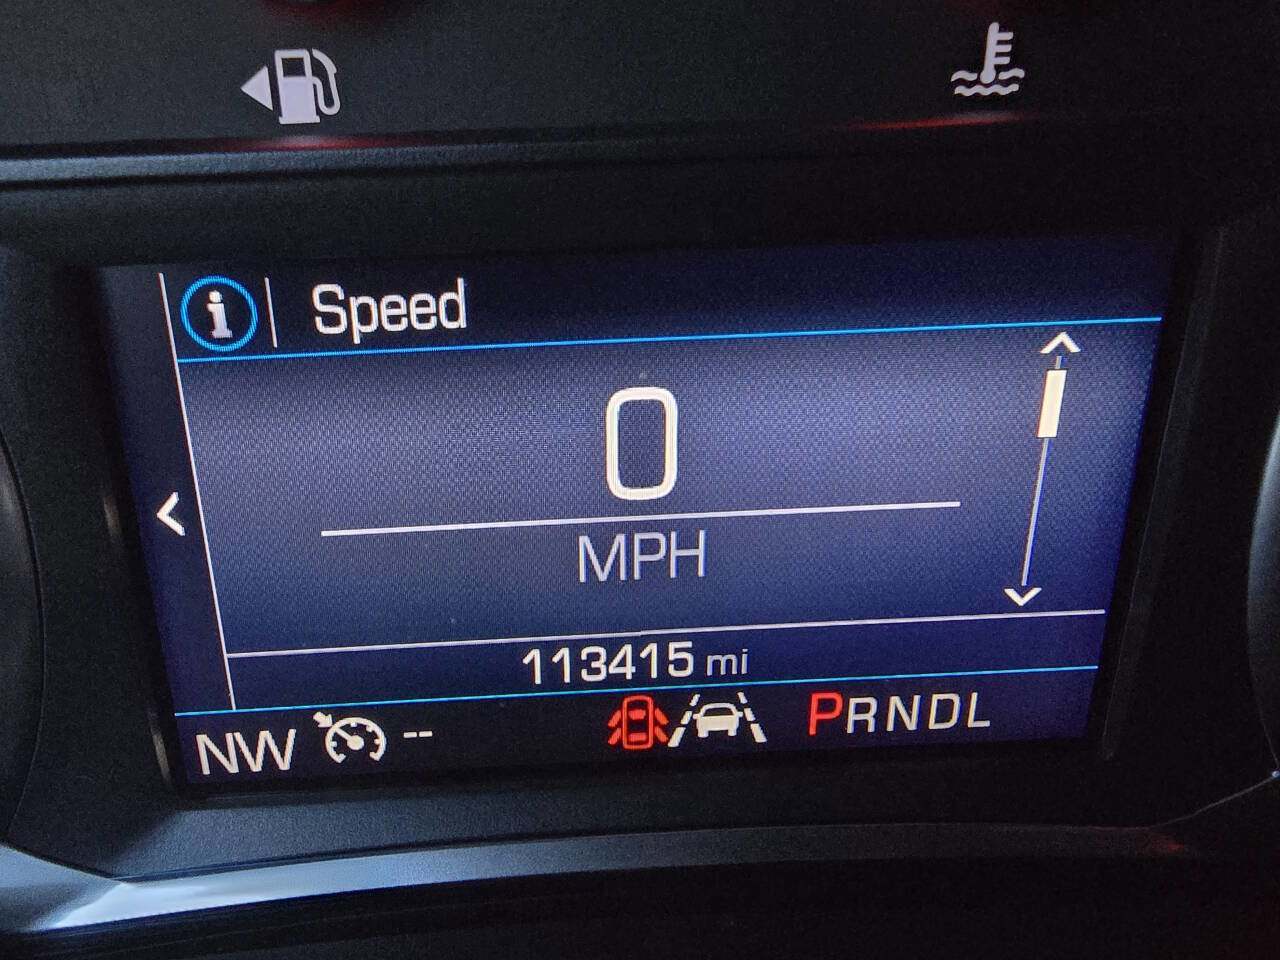 Speed
0
MPH
113415 mi
NW -- PRNDL